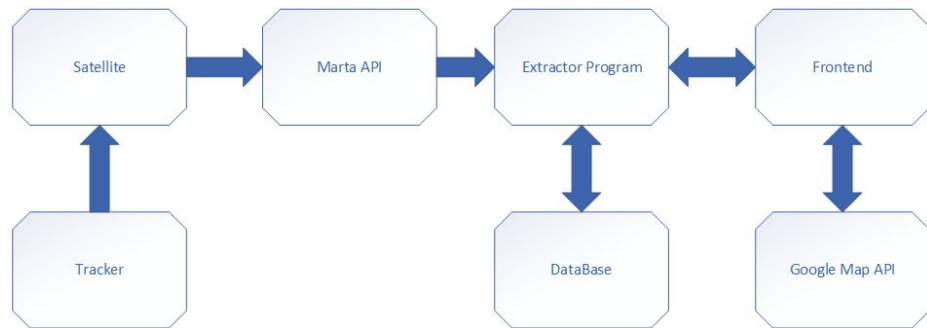 Satellite
Marta API
Extractor Program
Frontend
Tracker
DataBase
Google Map API